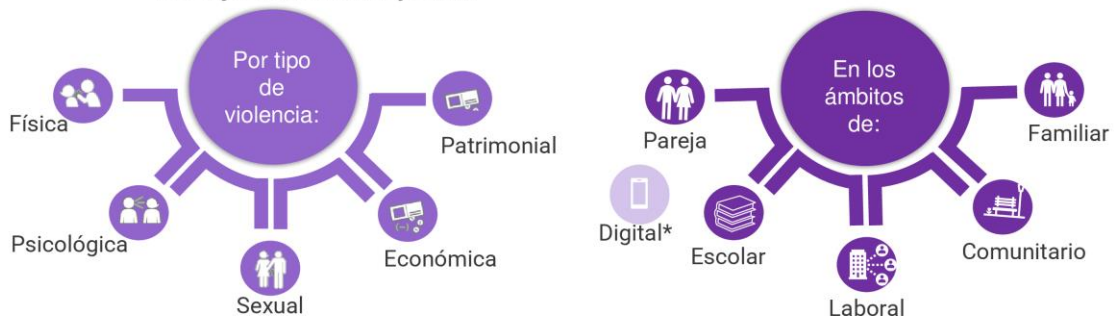 Por tipo
de
violencia:
Física
Psicológica
Sexual
Económica
Patrimonial
En los
ámbitos
de:
Pareja
Digital*
Escolar
Laboral
Comunitario
Familiar